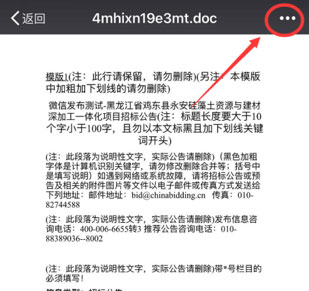 返回
4mhixn19e3mt.doc
模版1(注：此行请保留，请勿删除)(另注：本模版
中加粗加下划线的请勿删除)
微信发布测试-黑龙江省鸡东县永安硅藻土资源与建材
深加工一体化项目招标公告(注：标题长度要大于10
个字小于100字，且勿以本文标黑且加下划线关键
词开头)
(注：此段落为说明性文字，实际公告请删除)（黑色加粗
字体是计算机识别关键字，请勿修改删除合并等；括号中
是填写说明）如遇到网络或系统故障，请将招标公告或预
告及相关的附件图片等文件以电子邮件或传真方式发送给
下列地址：邮件地址：bid@chinabidding.cn 传真：010-
82744588
(注：此段落为说明性文字，实际公告请删除)发布信息咨
询电话：400-006-6655转3 推荐公告咨询电话：010-
88389036--8002
(注：此段落为说明性文字，实际公告请删除)带*号栏目的
必须填写！